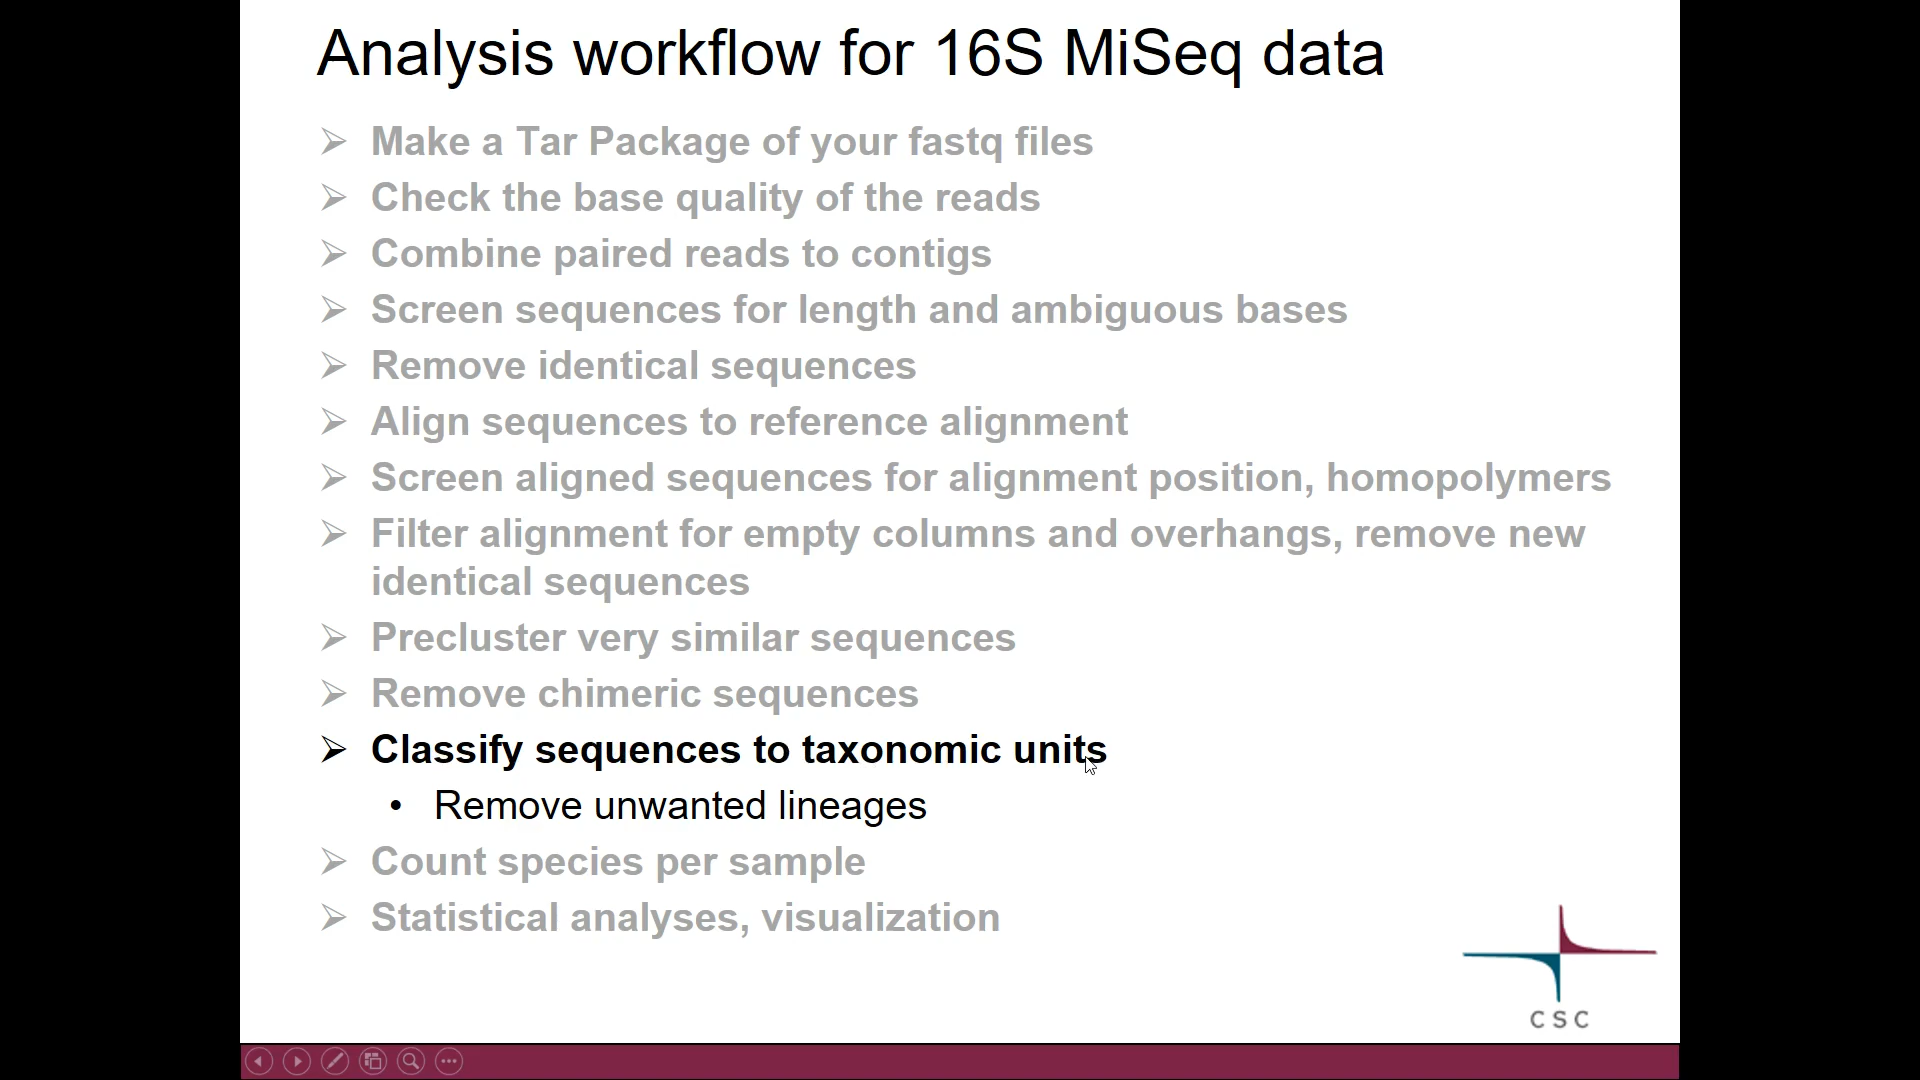 Analysis workflow for 16S MiSeq data
➢ Make a Tar Package of your fastq files
➢ Check the base quality of the reads
➢ Combine paired reads to contigs
➢ Screen sequences for length and ambiguous bases
➢ Remove identical sequences
➢ Align sequences to reference alignment
➢ Screen aligned sequences for alignment position, homopolymers
➢ Filter alignment for empty columns and overhangs, remove new
identical sequences
➢ Precluster very similar sequences
➢ Remove chimeric sequences
➢ Classify sequences to taxonomic units
• Remove unwanted lineages
➢ Count species per sample
➢ Statistical analyses, visualization
CSC